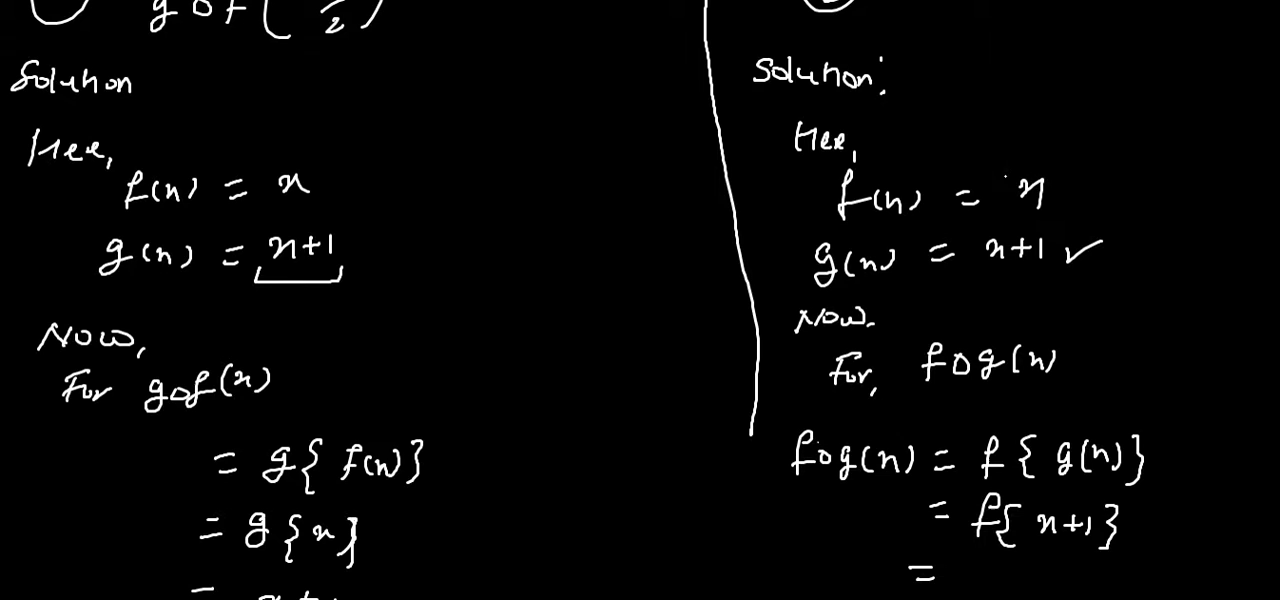 gof( /2)
Solution
Here,
f(x) = x
g(x) = x+1
Now,
For gof(x)
= g{ f(x)}
= g{x}
=
Solution:
Here,
f(x) = x
g(x) = x+1 ✓
Now.
For, fog(x)
fog(x) = f{ g(x)}
= f{ x+1}
=